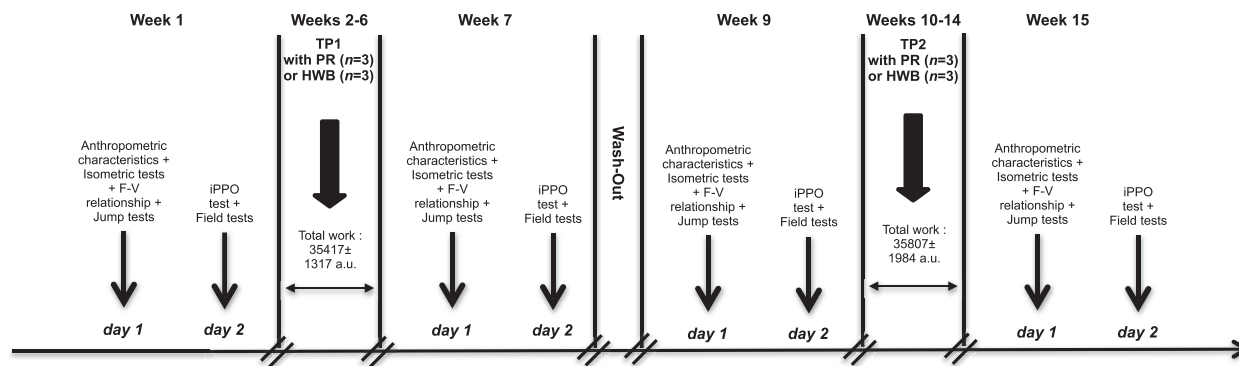 Week 1
Weeks 2-6
Week 7
Week 9
Weeks 10-14
Week 15
TP1
with PR (n=3)
or HWB (n=3)
TP2
with PR (n=3)
or HWB (n=3)
Anthropometric
characteristics +
Isometric tests
+ F-V
relationship +
Jump tests
iPPO
test +
Field tests
Total work :
35417±
1317 a.u.
Anthropometric
characteristics +
Isometric tests
+ F-V
relationship +
Jump tests
iPPO
test +
Field tests
Wash-Out
Anthropometric
characteristics +
Isometric tests
+ F-V
relationship +
Jump tests
iPPO
test +
Field tests
Total work :
35807±
1984 a.u.
Anthropometric
characteristics +
Isometric tests
+ F-V
relationship +
Jump tests
iPPO
test +
Field tests
day 1
day 2
day 1
day 2
day 1
day 2
day 1
day 2